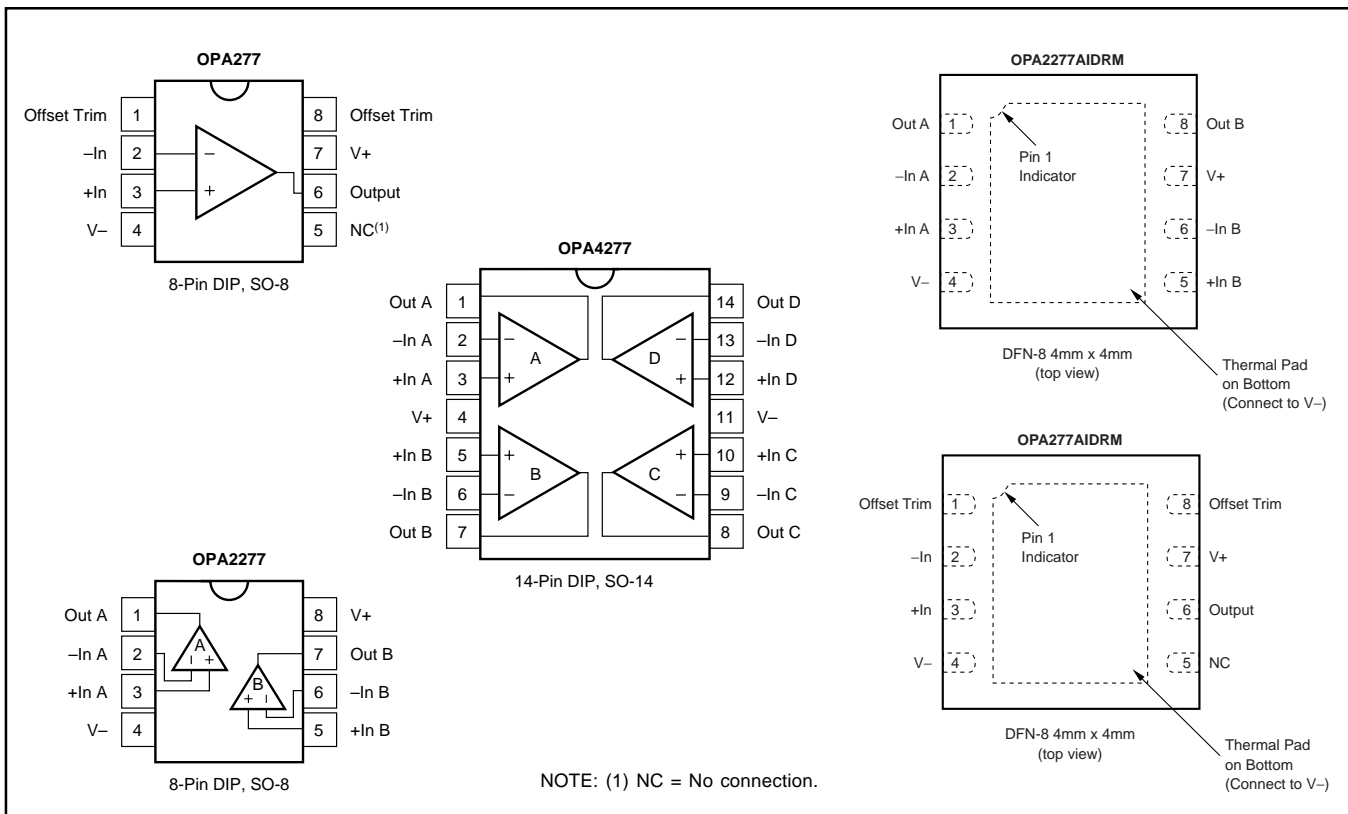 OPA277
Offset Trim 1 8 Offset Trim
–In 2 – 7 V+
+In 3 + 6 Output
V– 4 5 NC(1)
8-Pin DIP, SO-8
OPA4277
Out A 1 14 Out D
–In A 2 – A D – 13 –In D
+In A 3 + + 12 +In D
V+ 4 11 V–
+In B 5 + B C + 10 +In C
–In B 6 – – 9 –In C
Out B 7 8 Out C
14-Pin DIP, SO-14
OPA2277
Out A 1 A 8 V+
–In A 2 – + 7 Out B
+In A 3 B + – 6 –In B
V– 4 5 +In B
8-Pin DIP, SO-8
NOTE: (1) NC = No connection.
OPA2277AIDRM
Out A 1 8 Out B
–In A 2 7 V+
+In A 3 6 –In B
V– 4 5 +In B
Pin 1
Indicator
DFN-8 4mm x 4mm
(top view)
Thermal Pad
on Bottom
(Connect to V–)
OPA277AIDRM
Offset Trim 1 8 Offset Trim
–In 2 7 V+
+In 3 6 Output
V– 4 5 NC
Pin 1
Indicator
DFN-8 4mm x 4mm
(top view)
Thermal Pad
on Bottom
(Connect to V–)